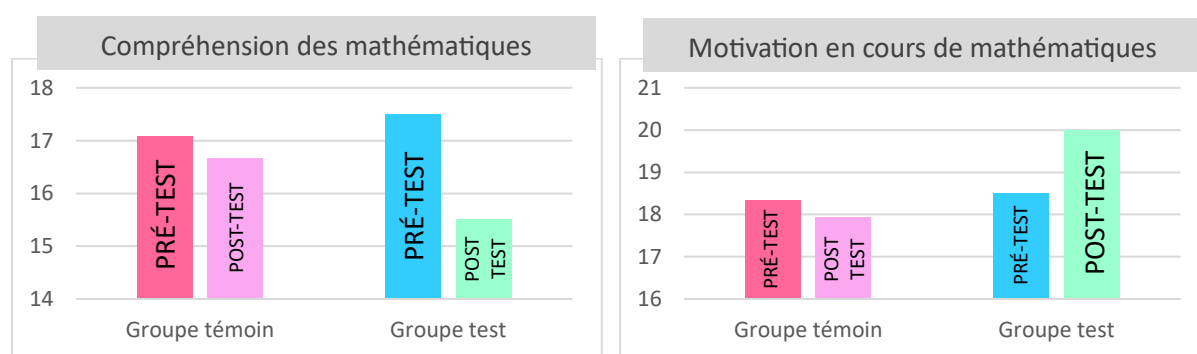 Compréhension des mathématiques
18
17
16
15
14
PRÉ-TEST
POST-TEST
PRÉ-TEST
POST
TEST
Groupe témoin
Groupe test
Motivation en cours de mathématiques
21
20
19
18
17
16
PRÉ-TEST
POST
TEST
PRÉ-TEST
POST-TEST
Groupe témoin
Groupe test